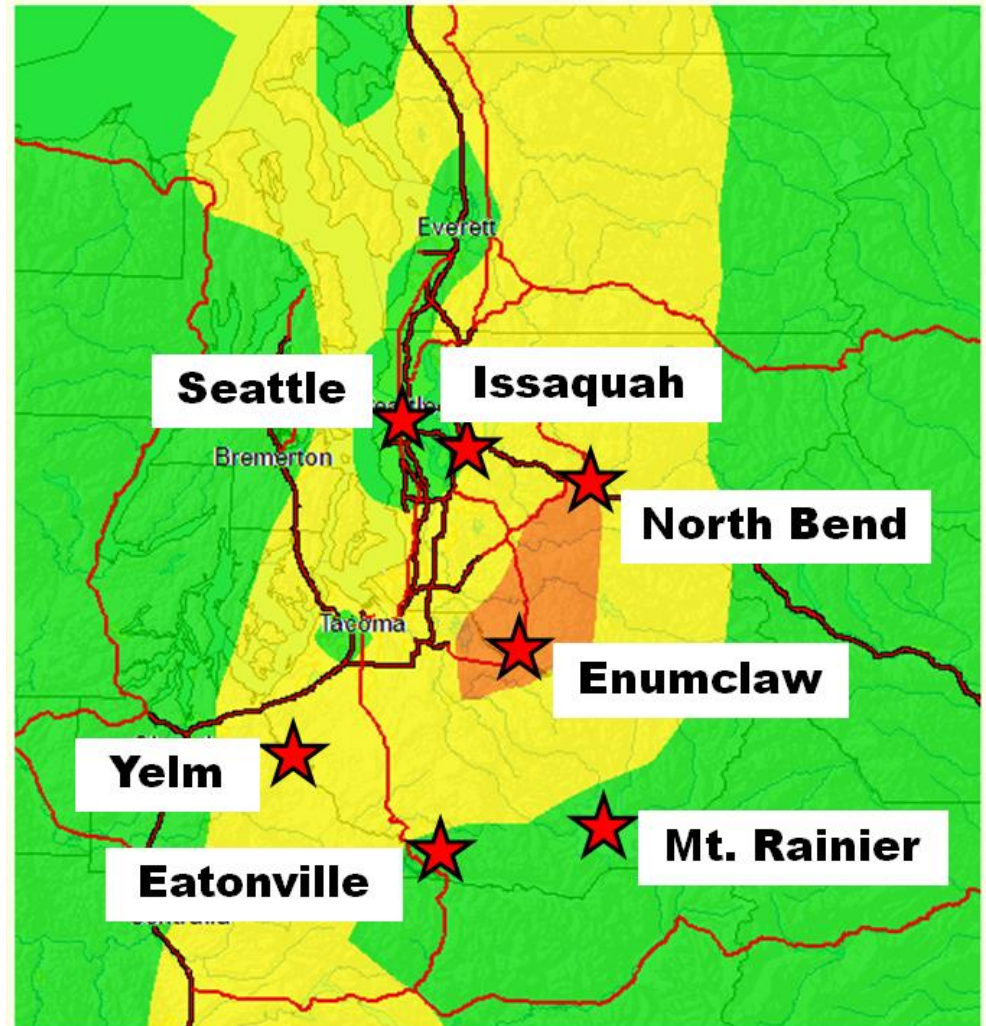 Everett
Seattle
Issaquah
Bremerton
North Bend
Tacoma
Enumclaw
Yelm
Mt. Rainier
Eatonville